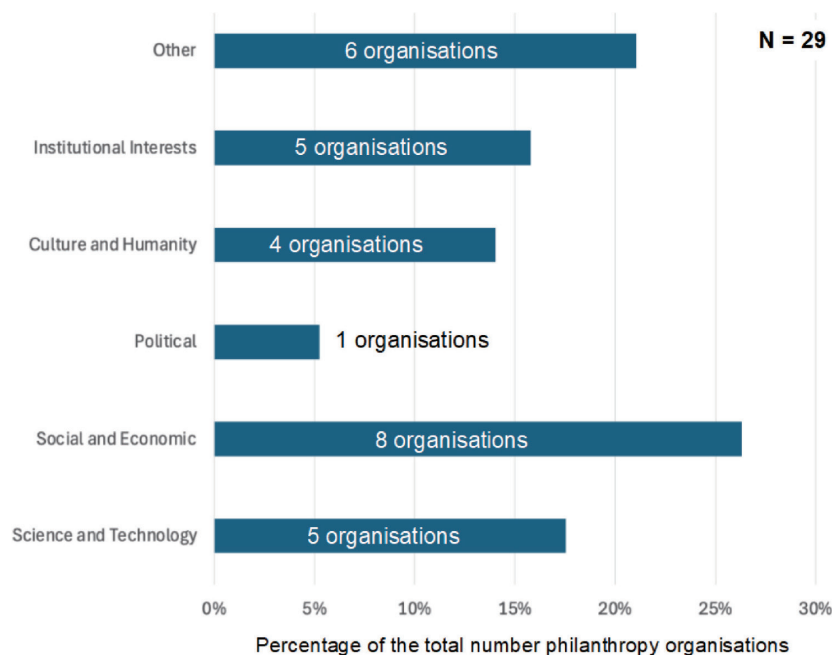 N = 29
Other
6 organisations
Institutional Interests
5 organisations
Culture and Humanity
4 organisations
Political
1 organisations
Social and Economic
8 organisations
Science and Technology
5 organisations
0% 5% 10% 15% 20% 25% 30%
Percentage of the total number philanthropy organisations